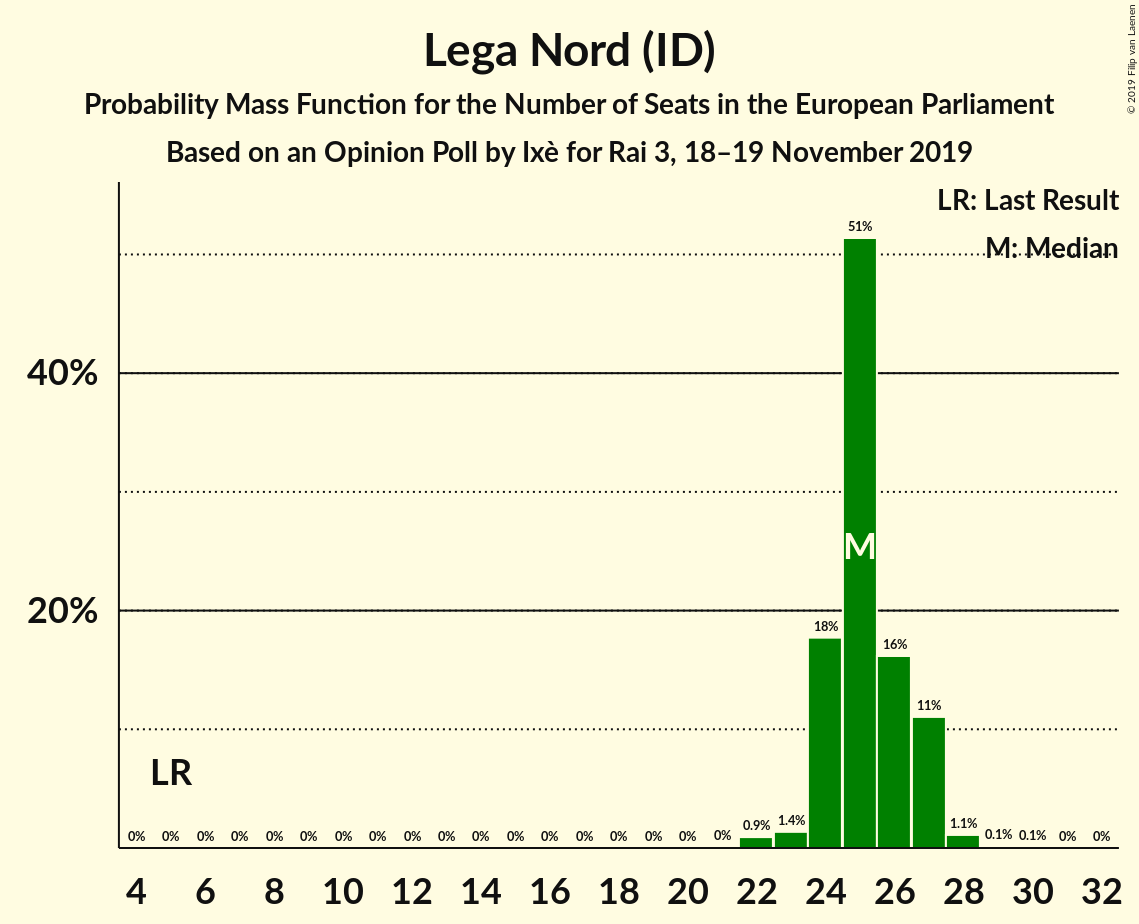 Lega Nord (ID)
Probability Mass Function for the Number of Seats in the European Parliament
Based on an Opinion Poll by Ixè for Rai 3, 18–19 November 2019
© 2019 Filip van Laenen
LR: Last Result
M: Median
40%
20%
51%
M
18%
16%
11%
LR
0% 0% 0% 0% 0% 0% 0% 0% 0% 0% 0% 0% 0% 0% 0% 0% 0% 0% 0.9% 1.4% 1.1% 0.1% 0.1% 0% 0%
4 6 8 10 12 14 16 18 20 22 24 26 28 30 32